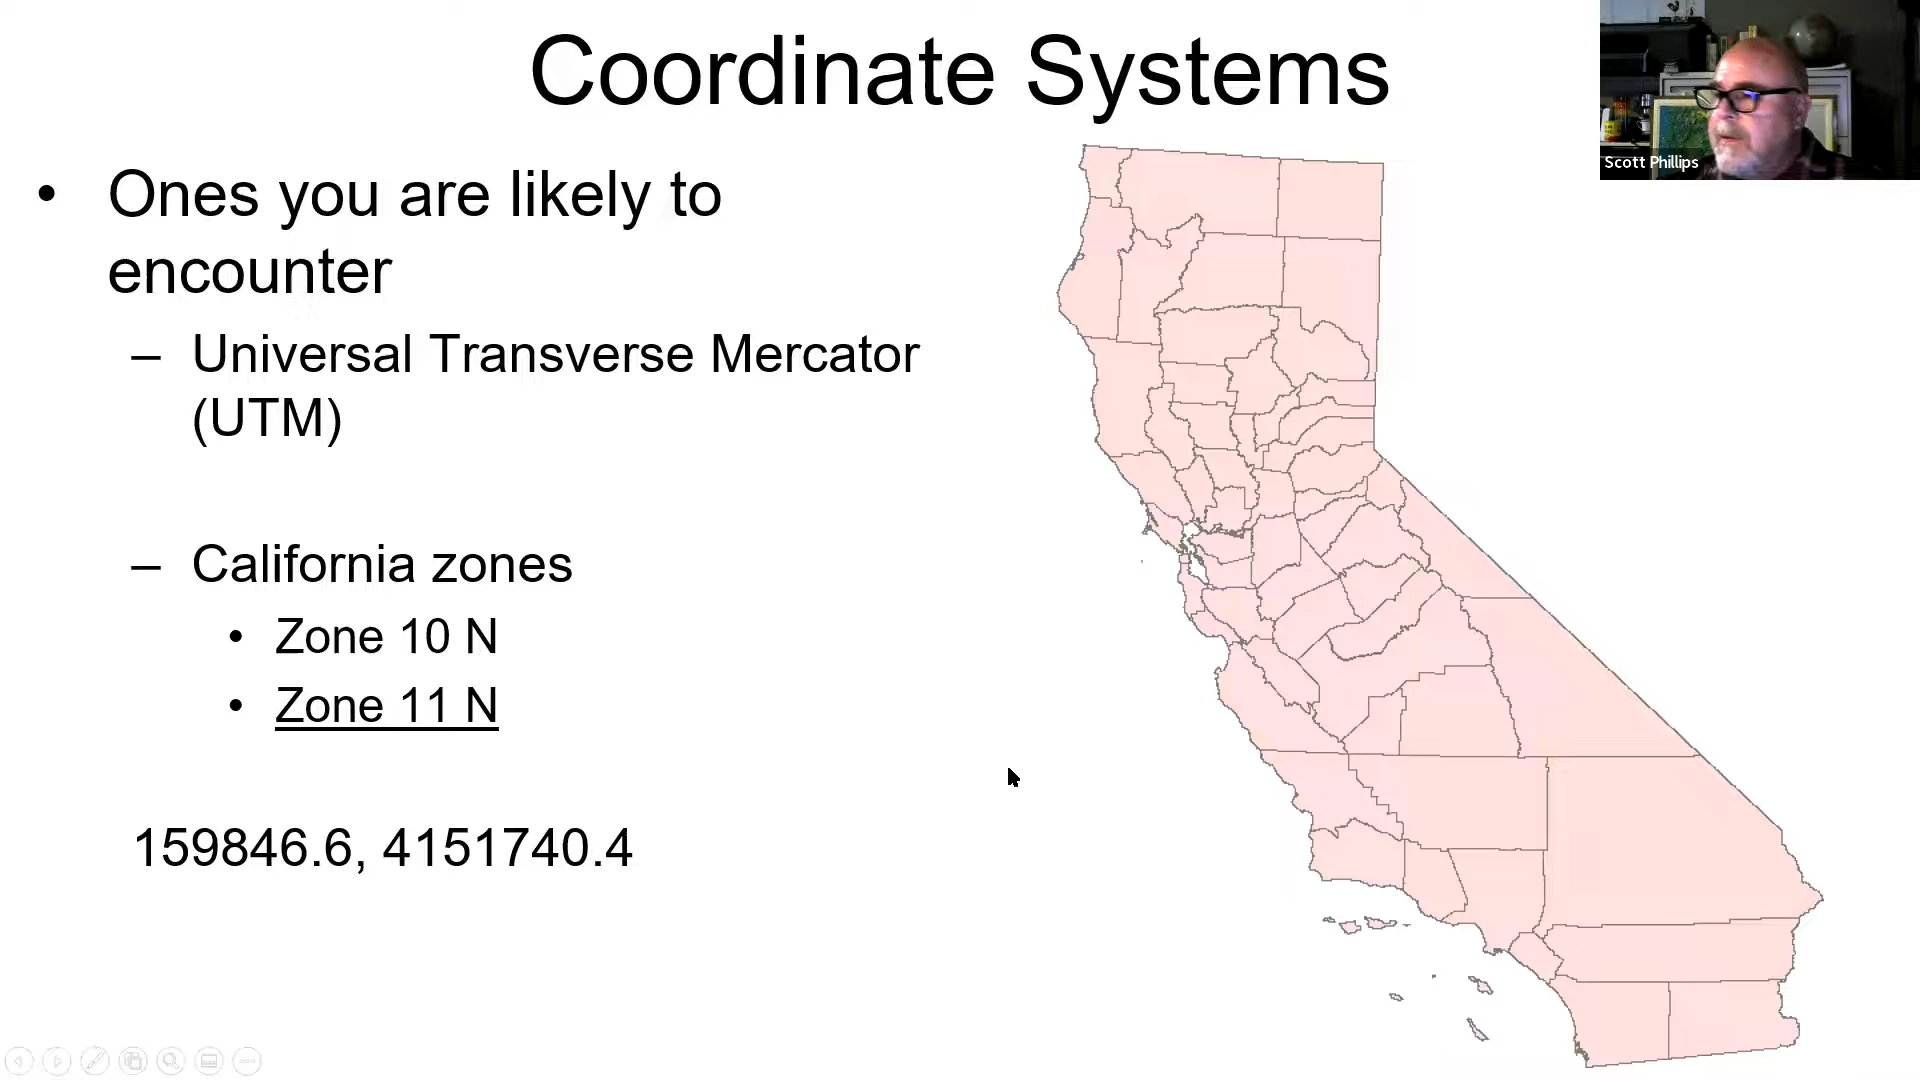 Coordinate Systems
Scott Phillips
• Ones you are likely to
encounter
– Universal Transverse Mercator
(UTM)
– California zones
• Zone 10 N
• Zone 11 N
159846.6, 4151740.4